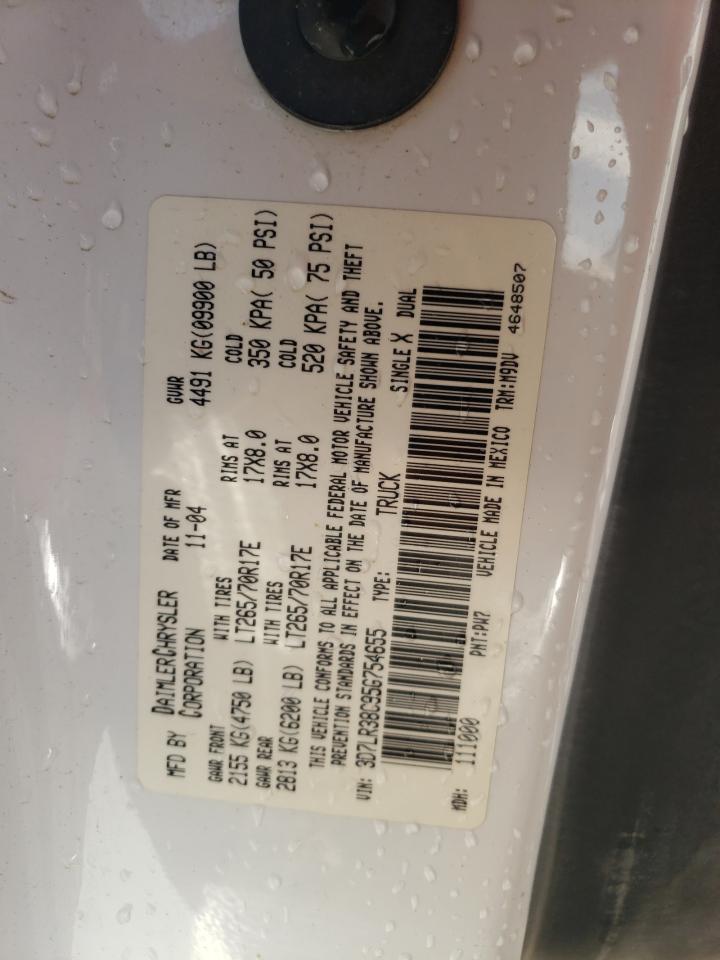 MFD BY DAIMLERCHRYSLER CORPORATION DATE OF MFR 11-04 GVWR 4491 KG(09900 LB)
GAWR FRONT WITH TIRES RIMS AT COLD
2155 KG(4750 LB) LT265/70R17E 17X8.0 350 KPA( 50 PSI)
GAWR REAR WITH TIRES RIMS AT COLD
2813 KG(6200 LB) LT265/70R17E 17X8.0 520 KPA( 75 PSI)
THIS VEHICLE CONFORMS TO ALL APPLICABLE FEDERAL MOTOR VEHICLE SAFETY AND THEFT
PREVENTION STANDARDS IN EFFECT ON THE DATE OF MANUFACTURE SHOWN ABOVE.
VIN: 3D7LR38C95G754655 TYPE: TRUCK SINGLE X DUAL
MDH: 111000 PNT:PW7 VEHICLE MADE IN MEXICO TRM:M9DV 4648507